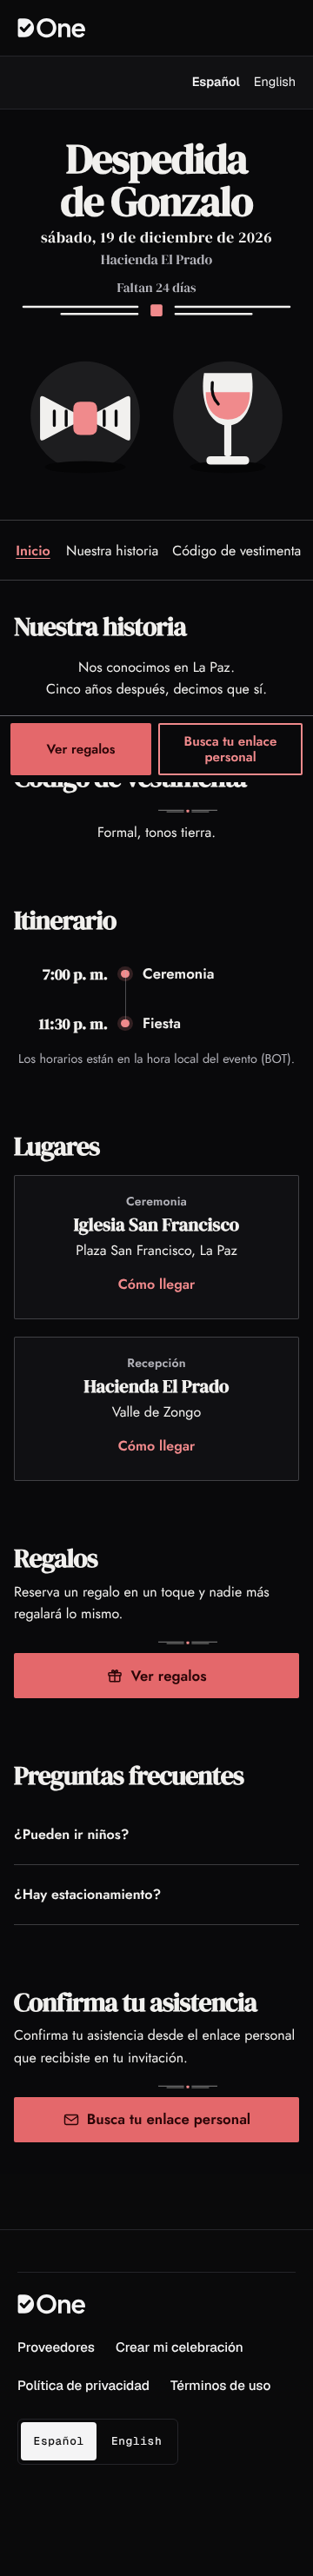 One
Español English
Despedida
de Gonzalo
sábado, 19 de diciembre de 2026
Hacienda El Prado
Faltan 24 días
Inicio Nuestra historia Código de vestimenta
Nuestra historia
Nos conocimos en La Paz.
Cinco años después, decimos que sí.
Ver regalos
Busca tu enlace
personal
Código de vestimenta
Formal, tonos tierra.
Itinerario
7:00 p. m. Ceremonia
11:30 p. m. Fiesta
Los horarios están en la hora local del evento (BOT).
Lugares
Ceremonia
Iglesia San Francisco
Plaza San Francisco, La Paz
Cómo llegar
Recepción
Hacienda El Prado
Valle de Zongo
Cómo llegar
Regalos
Reserva un regalo en un toque y nadie más
regalará lo mismo.
Ver regalos
Preguntas frecuentes
¿Pueden ir niños?
¿Hay estacionamiento?
Confirma tu asistencia
Confirma tu asistencia desde el enlace personal
que recibiste en tu invitación.
Busca tu enlace personal
One
Proveedores Crear mi celebración
Política de privacidad Términos de uso
Español English